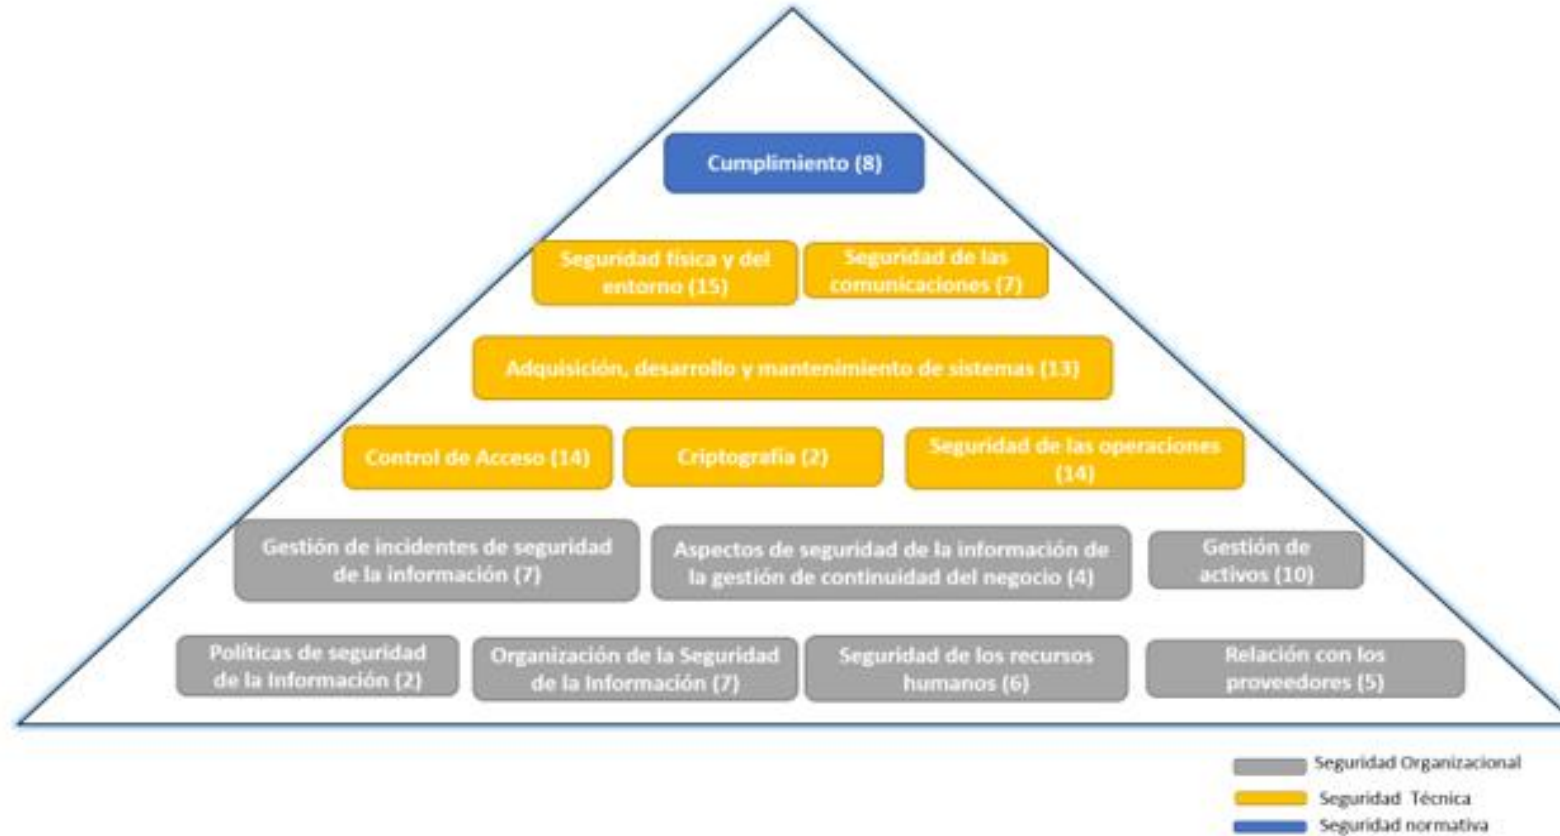 Cumplimiento (8)
Seguridad física y del
entorno (15)
Seguridad de las
comunicaciones (7)
Adquisición, desarrollo y mantenimiento de sistemas (13)
Control de Acceso (14)
Criptografía (2)
Seguridad de las operaciones
(14)
Gestión de incidentes de seguridad
de la información (7)
Aspectos de seguridad de la información de
la gestión de continuidad del negocio (4)
Gestión de
activos (10)
Políticas de seguridad
de la Información (2)
Organización de la Seguridad
de la Información (7)
Seguridad de los recursos
humanos (6)
Relación con los
proveedores (5)
Seguridad Organizacional
Seguridad Técnica
Seguridad normativa